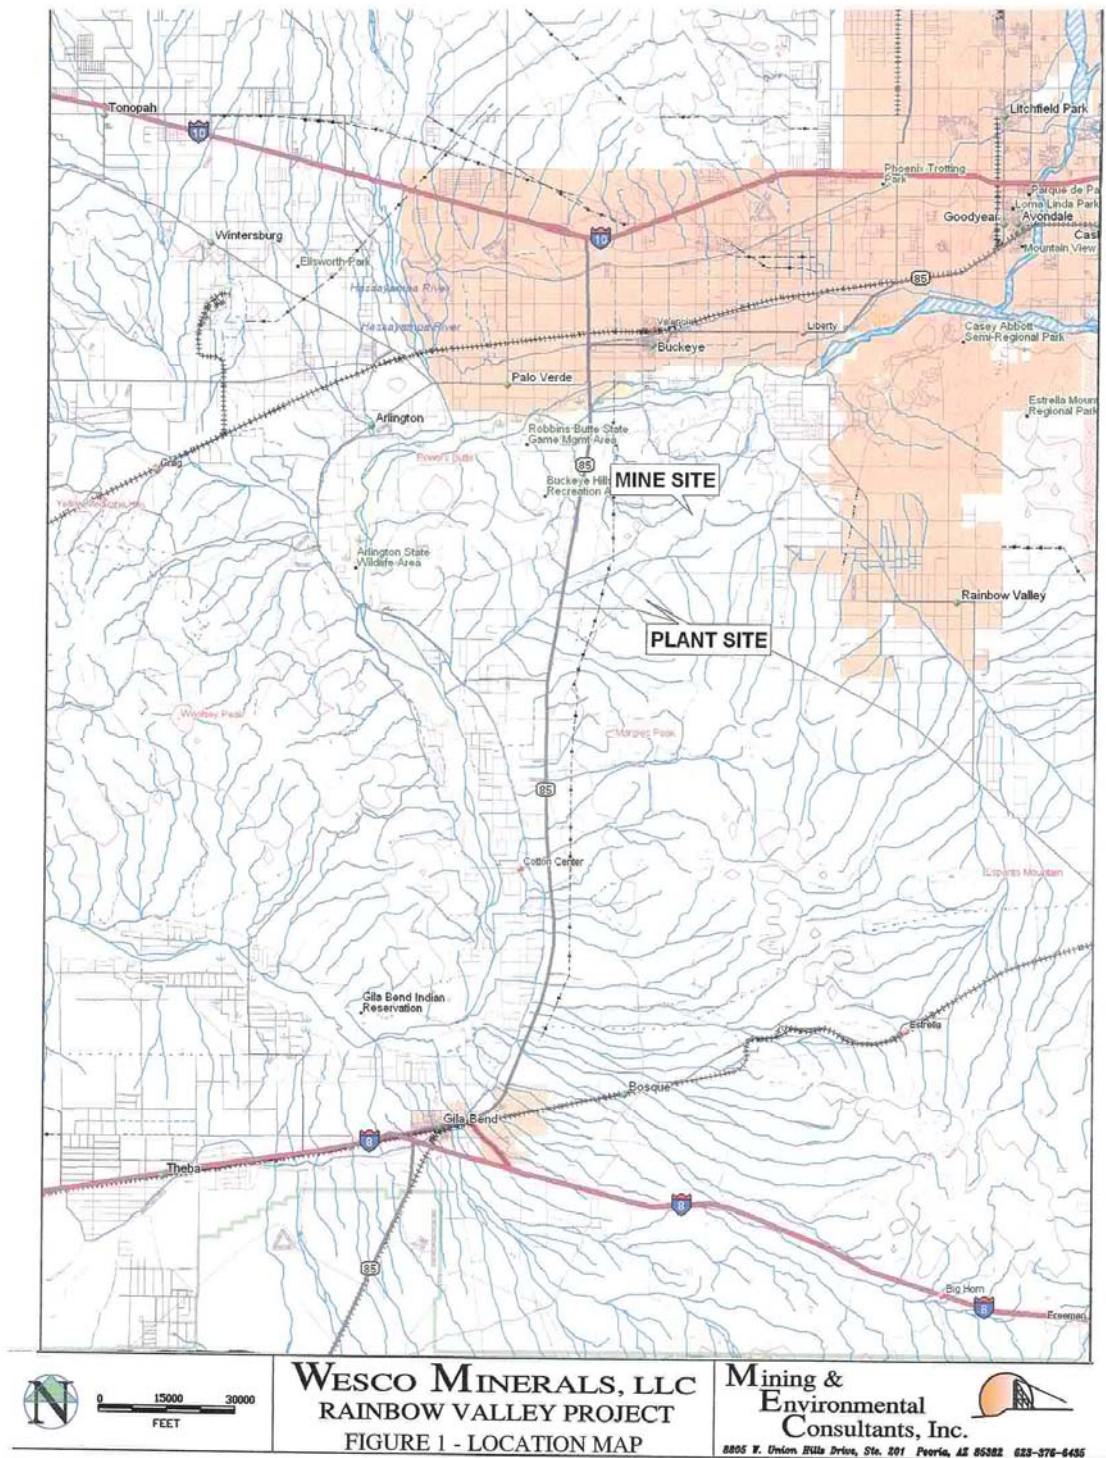 Tonopah
10
Litchfield Park
Phoenix Trotting
Park
Parque de Pa
Loma Linda Park
Goodyear
Avondale
Cash
Mountain View
Wintersburg
Ellsworth Park
10
85
Hassayampa River
Hassayampa River
Liberty
Buckeye
Casey Abbott
Semi-Regional Park
Palo Verde
Estrella Mount
Regional Park
Arlington
Robbins Butte State
Game Mgmt Area
Powers Butte
85
MINE SITE
Buckeye Hills
Recreation A
Arlington State
Wildlife Area
Rainbow Valley
PLANT SITE
Woolsey Peak
Margies Peak
85
Cotton Center
Espanto Mountain
Gila Bend Indian
Reservation
Estrella
Bosque
Gila Bend
8
Theba
8
85
Big Horn
8
Freeman
N
0 15000 30000
FEET
WESCO MINERALS, LLC
RAINBOW VALLEY PROJECT
FIGURE 1 - LOCATION MAP
Mining &
Environmental
Consultants, Inc.
8805 W. Union Hills Drive, Ste. 201 Peoria, AZ 85382 623-376-6435